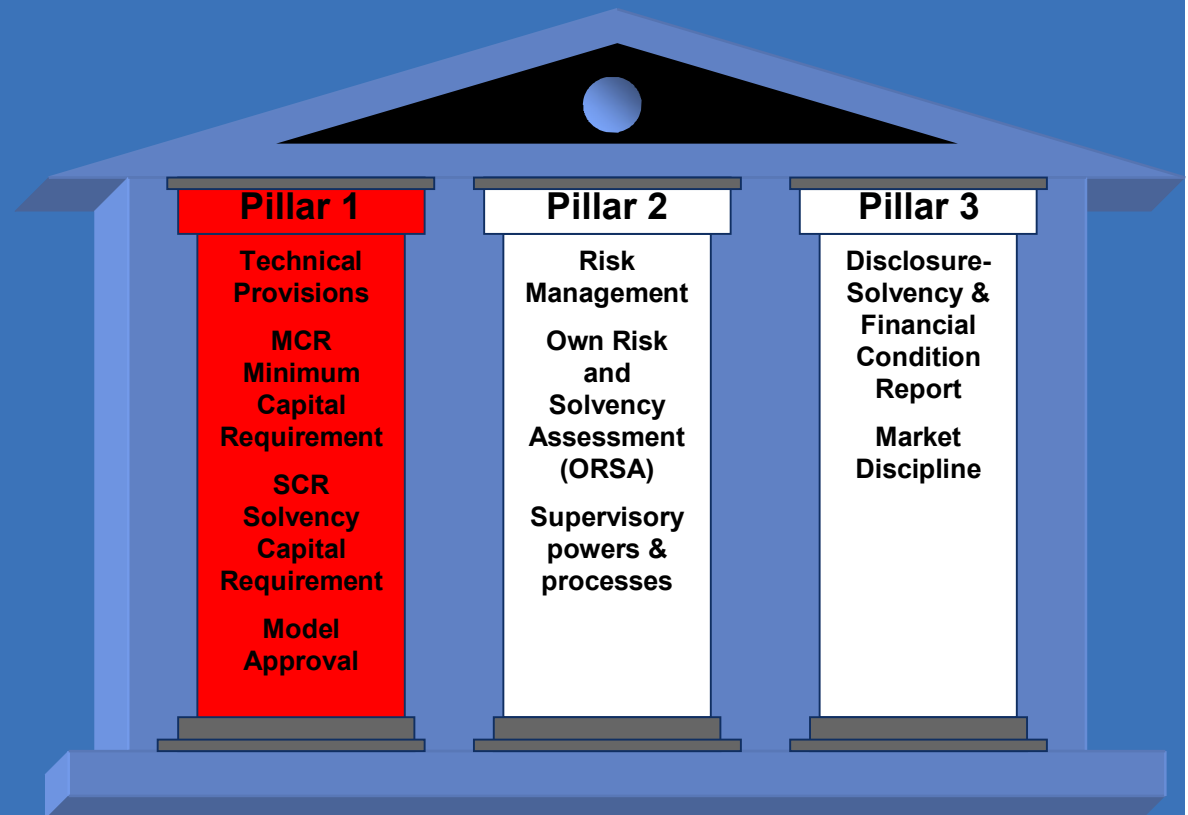 Pillar 1
Technical
Provisions
MCR
Minimum
Capital
Requirement
SCR
Solvency
Capital
Requirement
Model
Approval
Pillar 2
Risk
Management
Own Risk
and
Solvency
Assessment
(ORSA)
Supervisory
powers &
processes
Pillar 3
Disclosure-
Solvency &
Financial
Condition
Report
Market
Discipline